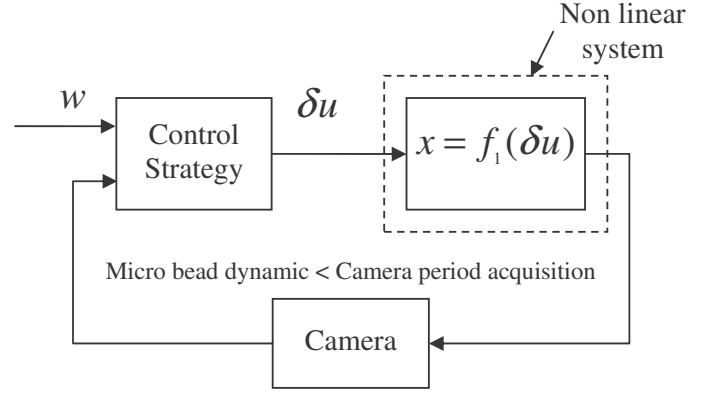 Non linear
system
w
δu
Control
Strategy
x = f₁(δu)
Micro bead dynamic < Camera period acquisition
Camera